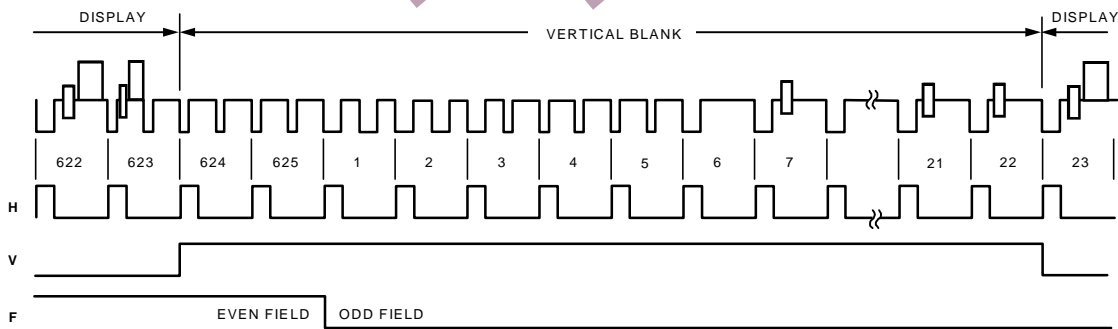 DISPLAY
VERTICAL BLANK
DISPLAY
622 623 624 625 1 2 3 4 5 6 7 21 22 23
H
V
F
EVEN FIELD ODD FIELD